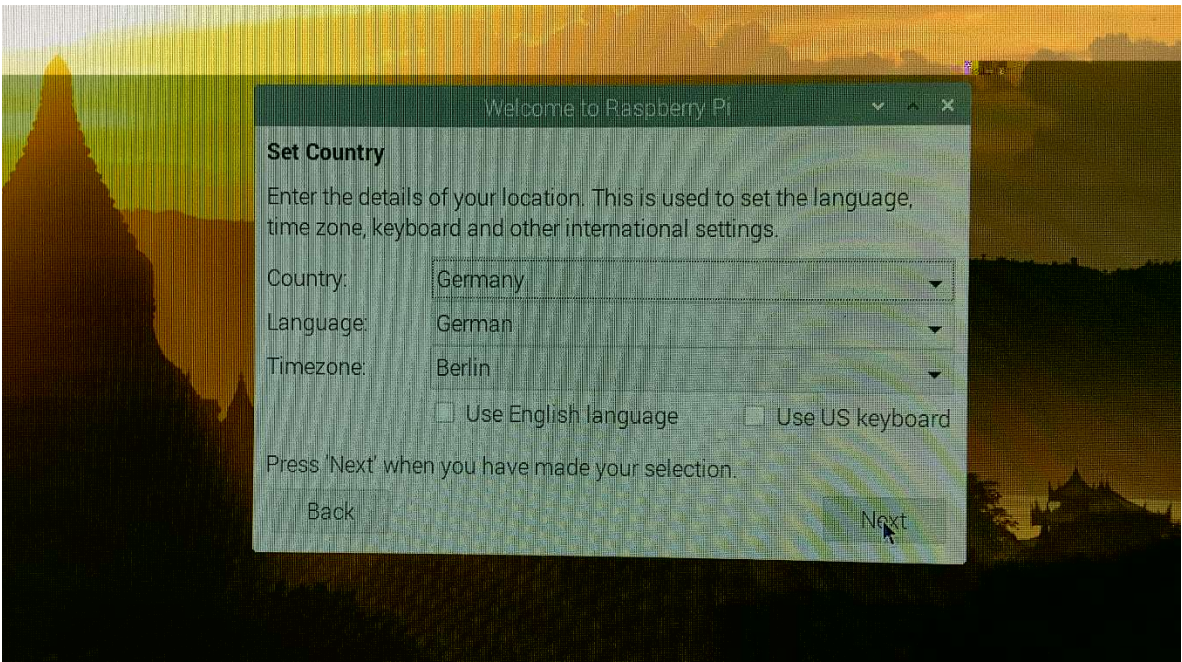 Welcome to Raspberry Pi
Set Country
Enter the details of your location. This is used to set the language,
time zone, keyboard and other international settings.
Country: Germany
Language: German
Timezone: Berlin
Use English language Use US keyboard
Press 'Next' when you have made your selection.
Back Next